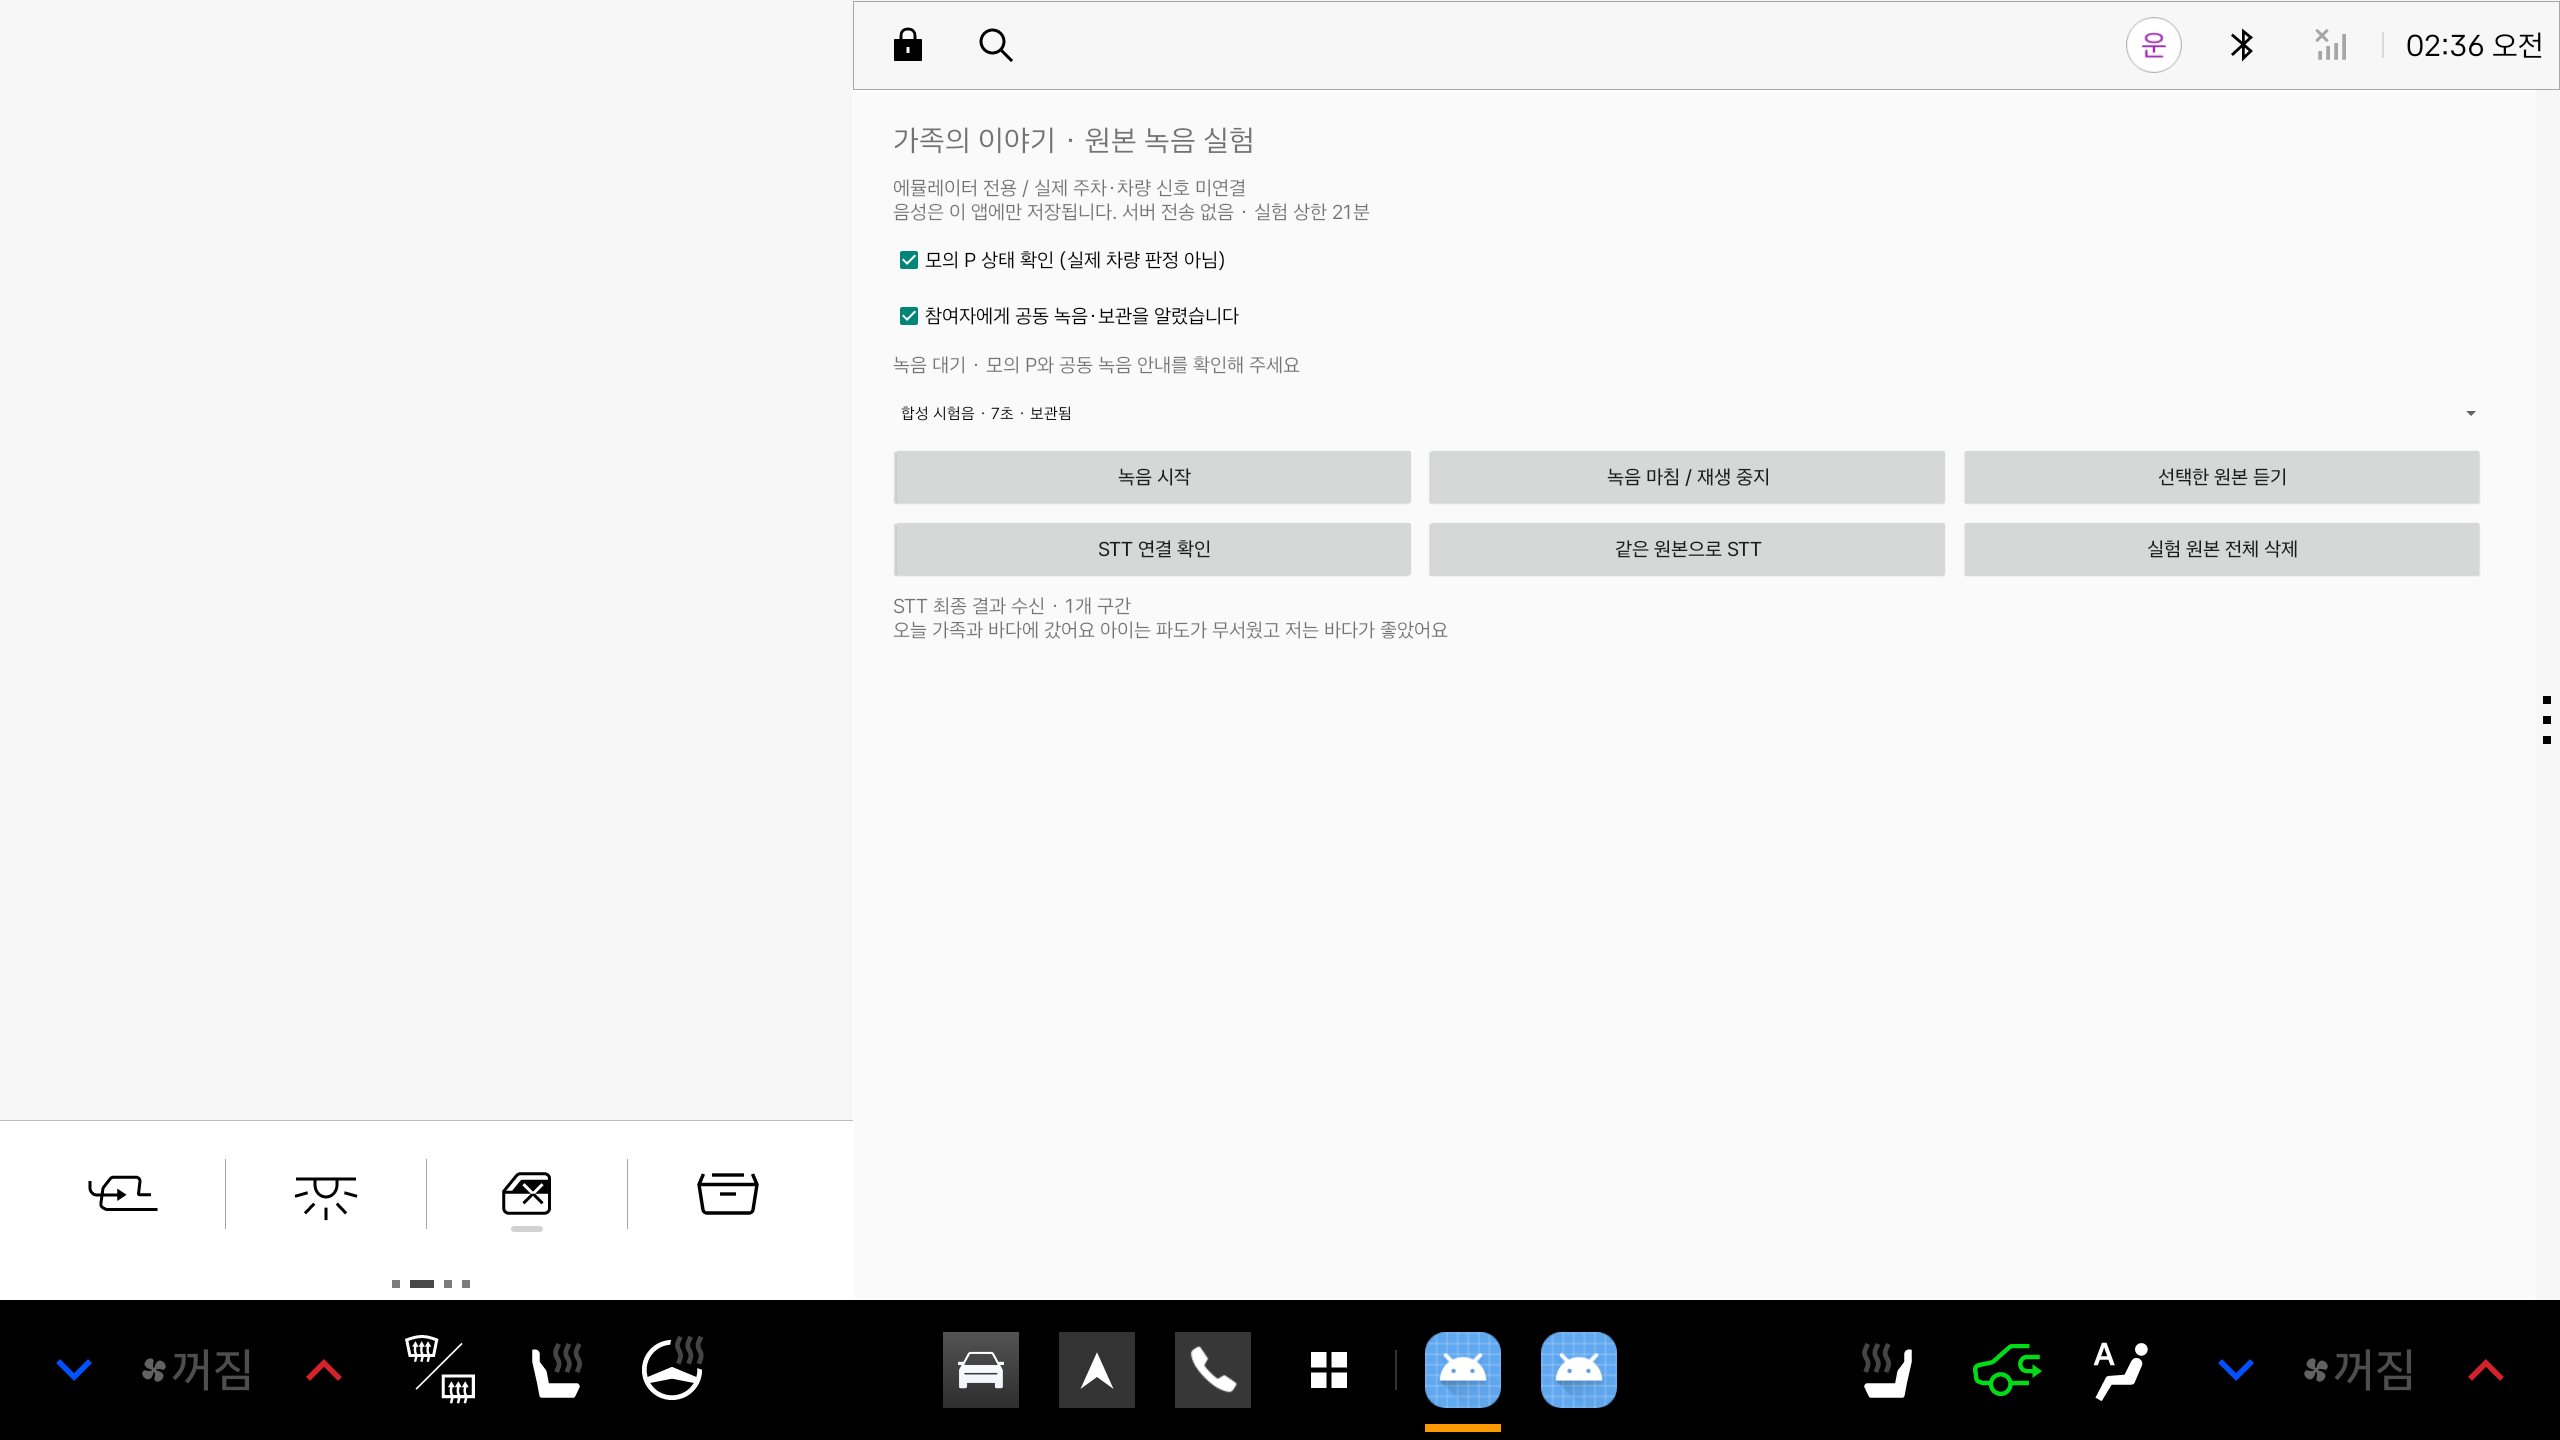 운
02:36 오전
가족의 이야기 · 원본 녹음 실험
에뮬레이터 전용 / 실제 주차·차량 신호 미연결
음성은 이 앱에만 저장됩니다. 서버 전송 없음 · 실험 상한 21분
모의 P 상태 확인 (실제 차량 판정 아님)
참여자에게 공동 녹음·보관을 알렸습니다
녹음 대기 · 모의 P와 공동 녹음 안내를 확인해 주세요
합성 시험음 · 7초 · 보관됨
녹음 시작
녹음 마침 / 재생 중지
선택한 원본 듣기
STT 연결 확인
같은 원본으로 STT
실험 원본 전체 삭제
STT 최종 결과 수신 · 1개 구간
오늘 가족과 바다에 갔어요 아이는 파도가 무서웠고 저는 바다가 좋았어요
꺼짐
A
꺼짐